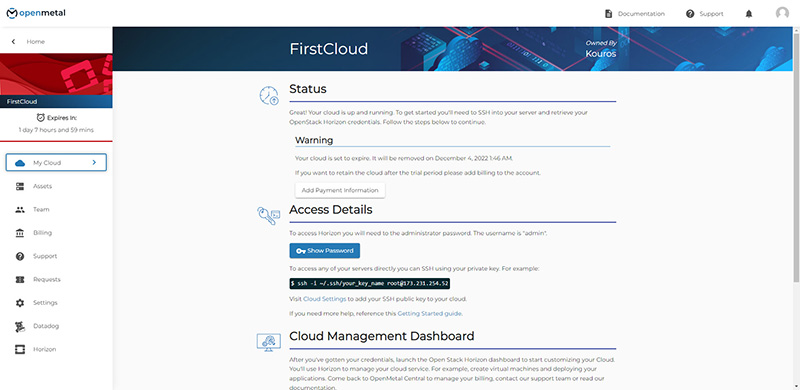 openmetal
Documentation
Support
Home
FirstCloud
Owned By
Kouros
FirstCloud
Expires In:
1 day 7 hours and 59 mins
My Cloud
Assets
Team
Billing
Support
Requests
Settings
Datadog
Horizon
Status
Great! Your cloud is up and running. To get started you'll need to SSH into your server and retrieve your
OpenStack Horizon credentials. Follow the steps below to continue.
Warning
Your cloud is set to expire. It will be removed on December 4, 2022 1:46 AM.
If you want to retain the cloud after the trial period please add billing to the account.
Add Payment Information
Access Details
To access Horizon you will need to the administrator password. The username is "admin".
Show Password
To access any of your servers directly you can SSH using your private key. For example:
$ ssh -i ~/.ssh/your_key_name root@173.231.254.52
Visit Cloud Settings to add your SSH public key to your cloud.
If you need more help, reference this Getting Started guide.
Cloud Management Dashboard
After you've gotten your credentials, launch the Open Stack Horizon dashboard to start customizing your Cloud.
You'll use Horizon to manage your cloud service. For example, create virtual machines and deploying your
applications. Come back to OpenMetal Central to manage your billing, contact our support team or read our
documentation.